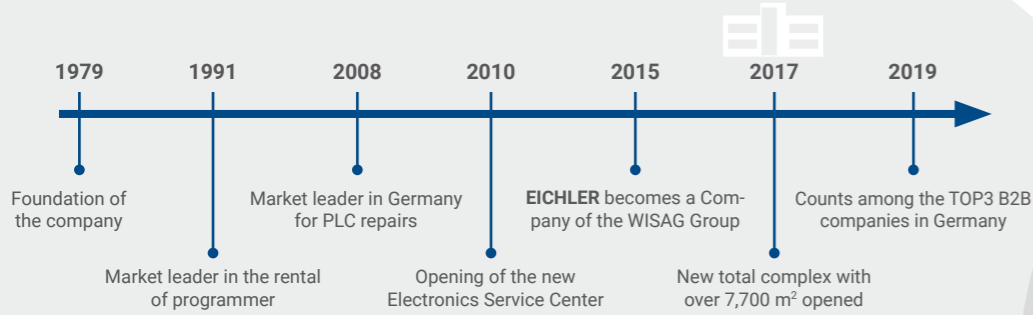 1979 1991 2008 2010 2015 2017 2019
Foundation of
the company
Market leader in the rental
of programmer
Market leader in Germany
for PLC repairs
Opening of the new
Electronics Service Center
EICHLER becomes a Com-
pany of the WISAG Group
New total complex with
over 7,700 m² opened
Counts among the TOP3 B2B
companies in Germany